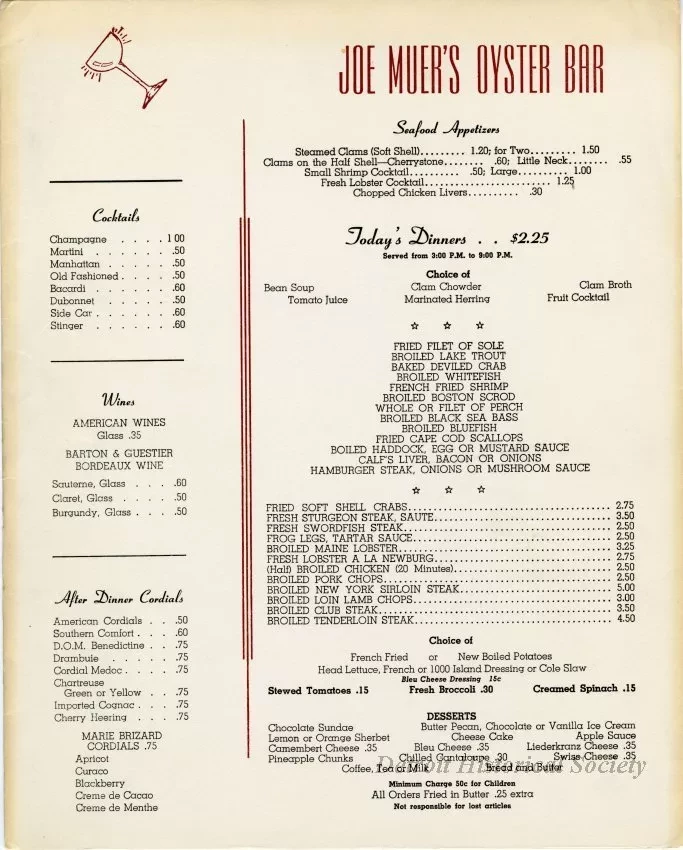 JOE MUER'S OYSTER BAR
Seafood Appetizers
Steamed Clams (Soft Shell)......... 1.20; for Two.......... 1.50
Clams on the Half Shell—Cherrystone........ .60; Little Neck........ .55
Small Shrimp Cocktail.......... .50; Large.......... 1.00
Fresh Lobster Cocktail............................ 1.25
Chopped Chicken Livers.......... .30
Cocktails
Champagne . . . . 1 00
Martini . . . . . . .50
Manhattan . . . . . .50
Old Fashioned . . . . .50
Bacardi . . . . . . .60
Dubonnet . . . . . .50
Side Car . . . . . . .60
Stinger . . . . . . .60
Wines
AMERICAN WINES
Glass .35
BARTON & GUESTIER
BORDEAUX WINE
Sauterne, Glass . . . .60
Claret, Glass . . . . .50
Burgundy, Glass . . . .50
After Dinner Cordials
American Cordials . . .50
Southern Comfort . . . .60
D.O.M. Benedictine . . .75
Drambuie . . . . . .75
Cordial Medoc . . . . .75
Chartreuse
Green or Yellow . . .75
Imported Cognac . . . .75
Cherry Heering . . . .75
MARIE BRIZARD
CORDIALS .75
Apricot
Curaco
Blackberry
Creme de Cacao
Creme de Menthe
Today's Dinners . . $2.25
Served from 3:00 P.M. to 9:00 P.M.
Choice of
Bean Soup Clam Chowder Clam Broth
Tomato Juice Marinated Herring Fruit Cocktail
☆ ☆ ☆
FRIED FILET OF SOLE
BROILED LAKE TROUT
BAKED DEVILED CRAB
BROILED WHITEFISH
FRENCH FRIED SHRIMP
BROILED BOSTON SCROD
WHOLE OR FILET OF PERCH
BROILED BLACK SEA BASS
BROILED BLUEFISH
FRIED CAPE COD SCALLOPS
BOILED HADDOCK, EGG OR MUSTARD SAUCE
CALF'S LIVER, BACON OR ONIONS
HAMBURGER STEAK, ONIONS OR MUSHROOM SAUCE
☆ ☆ ☆
FRIED SOFT SHELL CRABS.................... 2.75
FRESH STURGEON STEAK, SAUTE.................... 3.50
FRESH SWORDFISH STEAK.................... 2.50
FROG LEGS, TARTAR SAUCE.................... 2.50
BROILED MAINE LOBSTER.................... 3.25
FRESH LOBSTER A LA NEWBURG.................... 2.75
(Half) BROILED CHICKEN (20 Minutes).................... 2.50
BROILED PORK CHOPS.................... 2.50
BROILED NEW YORK SIRLOIN STEAK.................... 5.00
BROILED LOIN LAMB CHOPS.................... 3.00
BROILED CLUB STEAK.................... 3.50
BROILED TENDERLOIN STEAK.................... 4.50
Choice of
French Fried or New Boiled Potatoes
Head Lettuce, French or 1000 Island Dressing or Cole Slaw
Bleu Cheese Dressing 15c
Stewed Tomatoes .15 Fresh Broccoli .30 Creamed Spinach .15
DESSERTS
Chocolate Sundae Butter Pecan, Chocolate or Vanilla Ice Cream
Lemon or Orange Sherbet Cheese Cake Apple Sauce
Camembert Cheese .35 Bleu Cheese .35 Liederkranz Cheese .35
Pineapple Chunks Chilled Cantaloupe .30 Swiss Cheese .35
Coffee, Tea or Milk Bread and Butter
Detroit Historical Society
Minimum Charge 50c for Children
All Orders Fried in Butter .25 extra
Not responsible for lost articles